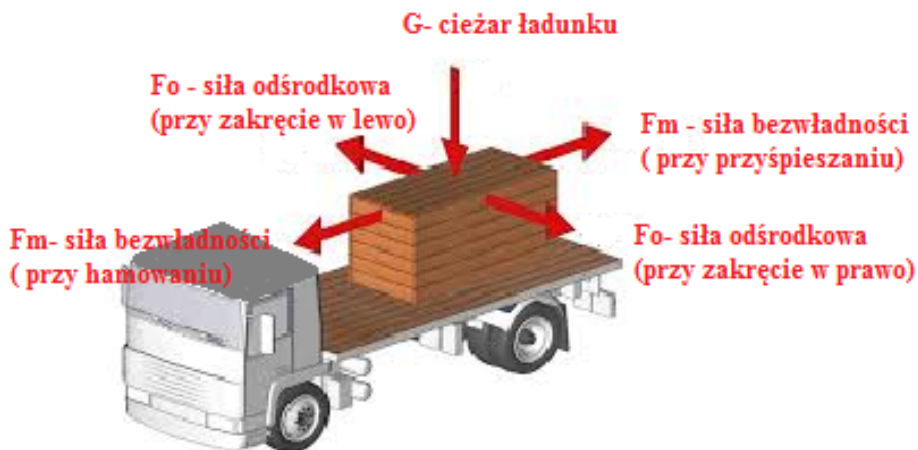 G- cieżar ładunku
Fo - siła odśrodkowa
(przy zakręcie w lewo)
Fm - siła bezwładności
( przy przyśpieszaniu)
Fm- siła bezwładności
( przy hamowaniu)
Fo- siła odśrodkowa
(przy zakręcie w prawo)